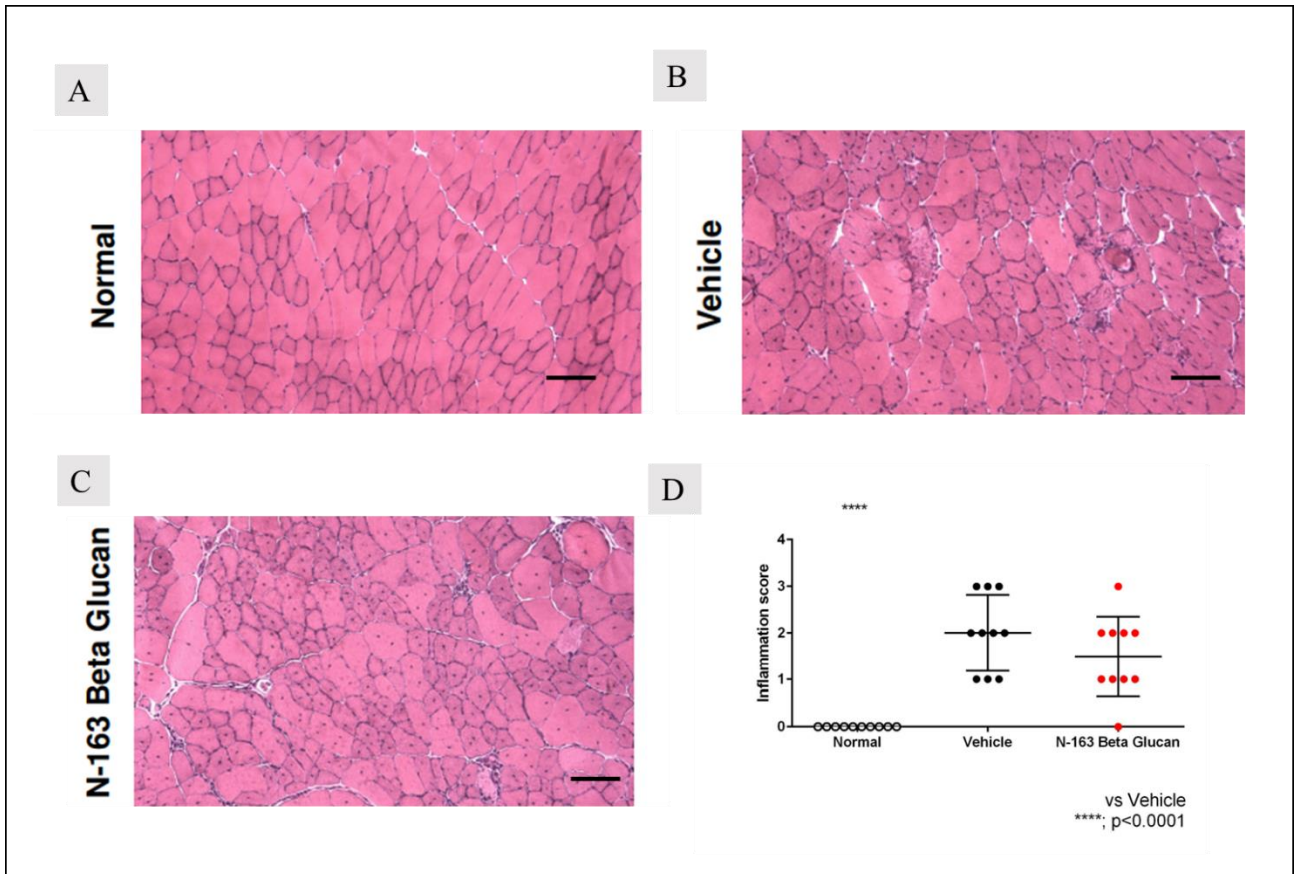 A
Normal
B
Vehicle
C
N-163 Beta Glucan
D
****
Inflammation score
4
3
2
1
0
Normal Vehicle N-163 Beta Glucan
vs Vehicle
****; p<0.0001